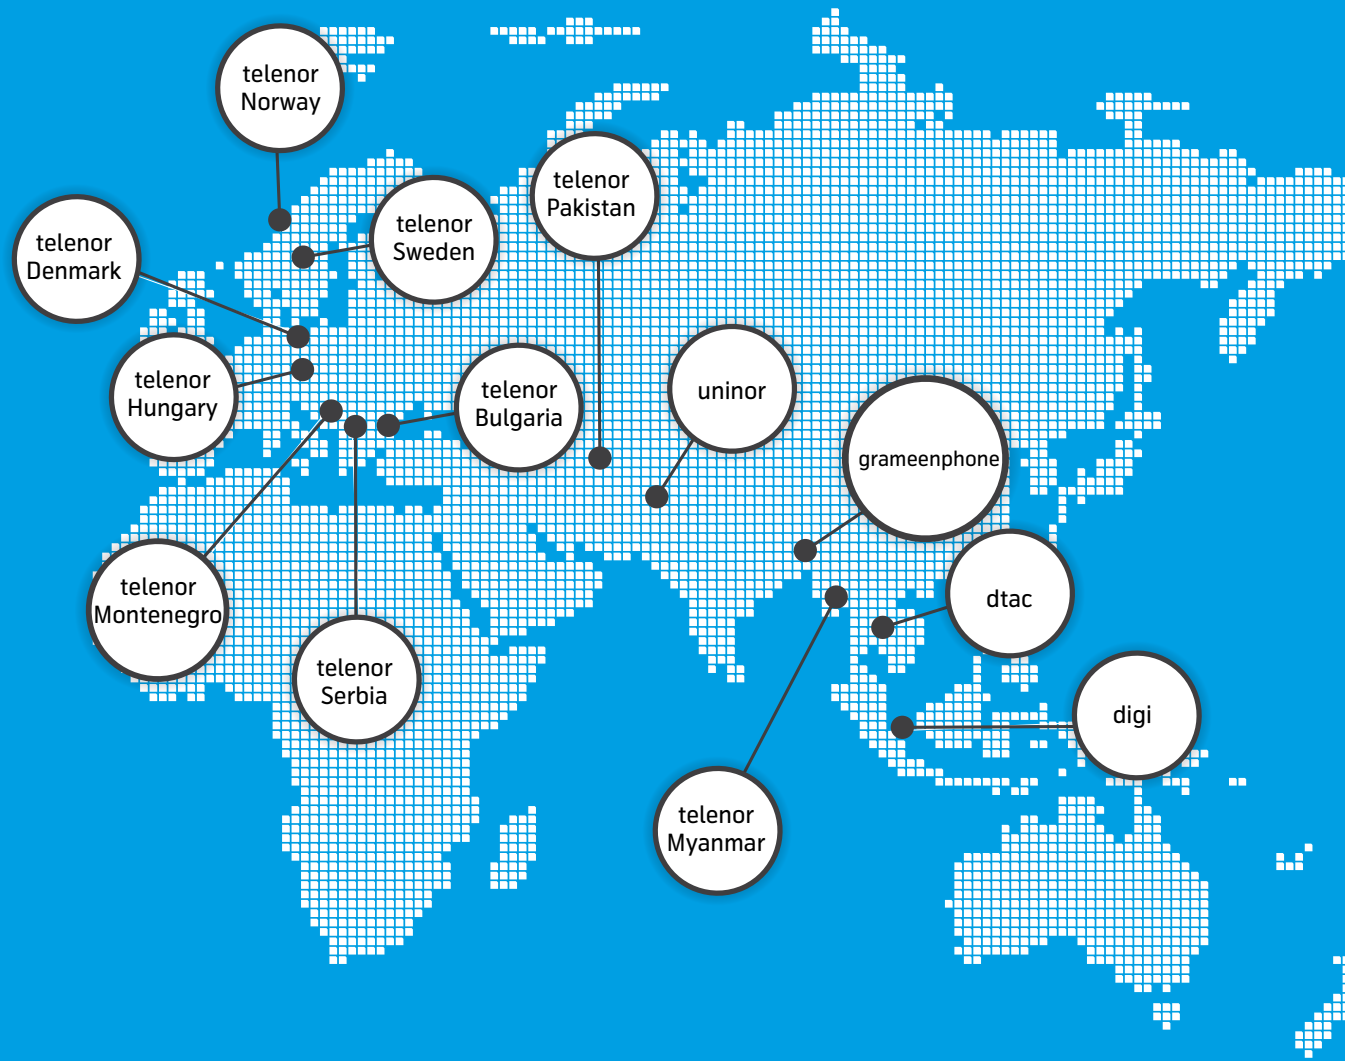 telenor
Norway
telenor
Pakistan
telenor
Sweden
telenor
Denmark
telenor
Hungary
telenor
Bulgaria
uninor
grameenphone
telenor
Montenegro
dtac
telenor
Serbia
digi
telenor
Myanmar